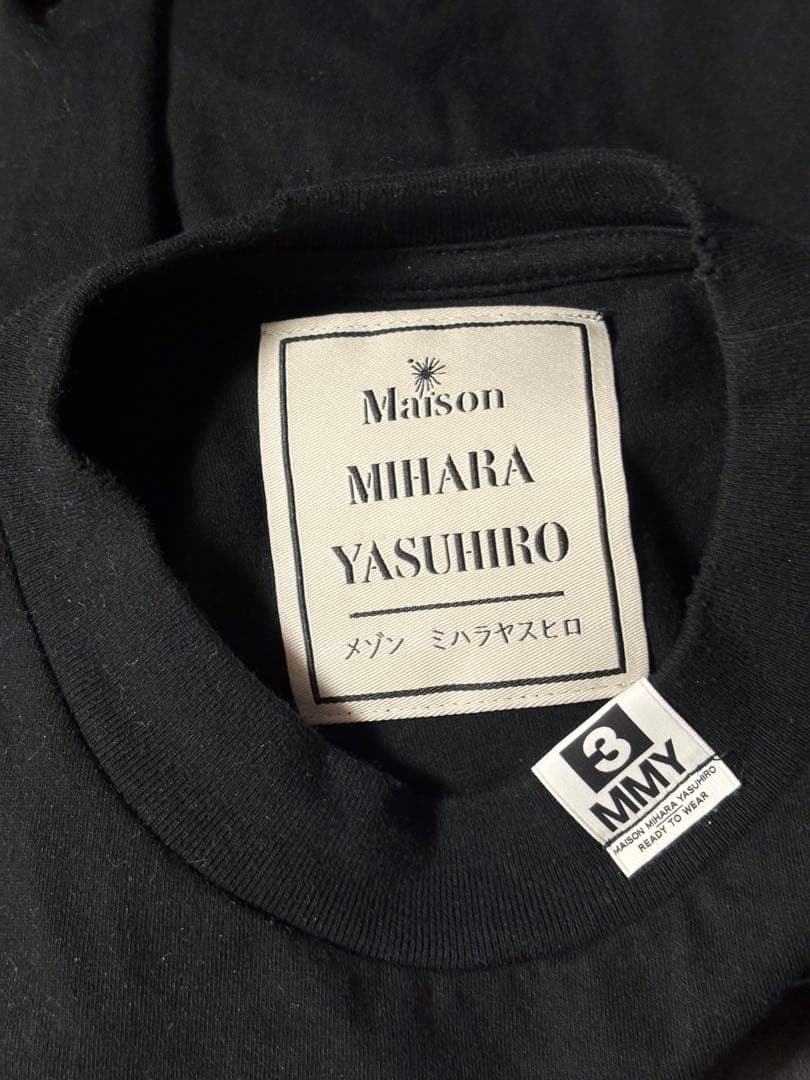 Maison
MIHARA
YASUHIRO
メゾン ミハラヤスヒロ
3
MMY
MAISON MIHARA YASUHIRO
READY TO WEAR